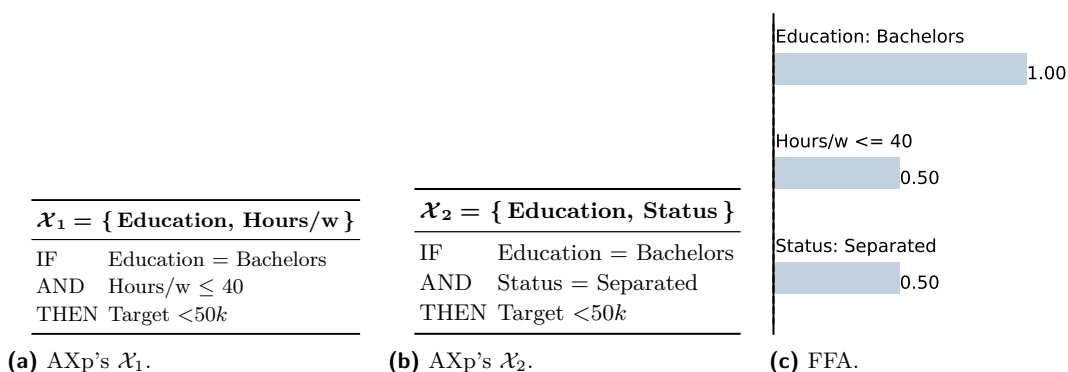 𝒳₁ = { Education, Hours/w }
IF Education = Bachelors
AND Hours/w ≤ 40
THEN Target <50k
(a) AXp's 𝒳₁.
𝒳₂ = { Education, Status }
IF Education = Bachelors
AND Status = Separated
THEN Target <50k
(b) AXp's 𝒳₂.
Education: Bachelors
1.00
Hours/w <= 40
0.50
Status: Separated
0.50
(c) FFA.